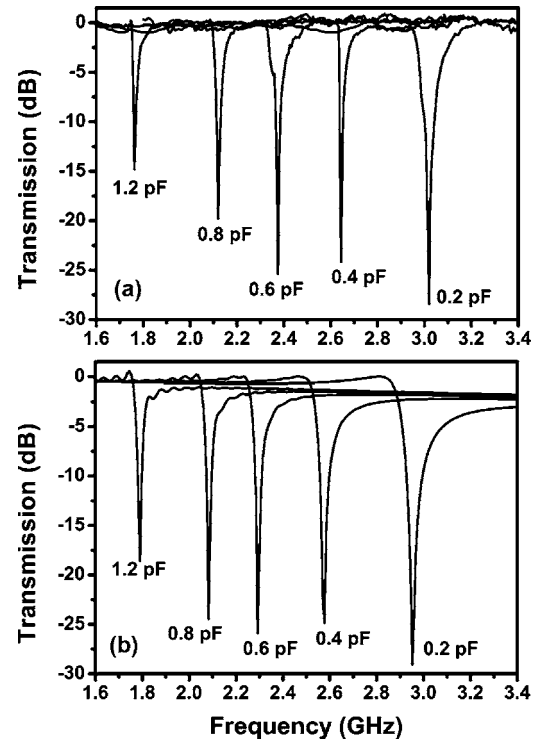 0
-5
-10
-15
-20
-25
-30
Transmission (dB)
1.2 pF
0.8 pF
0.6 pF
0.4 pF
0.2 pF
(a)
1.6 1.8 2.0 2.2 2.4 2.6 2.8 3.0 3.2 3.4
0
-5
-10
-15
-20
-25
-30
Transmission (dB)
1.2 pF
0.8 pF
0.6 pF
0.4 pF
0.2 pF
(b)
1.6 1.8 2.0 2.2 2.4 2.6 2.8 3.0 3.2 3.4
Frequency (GHz)